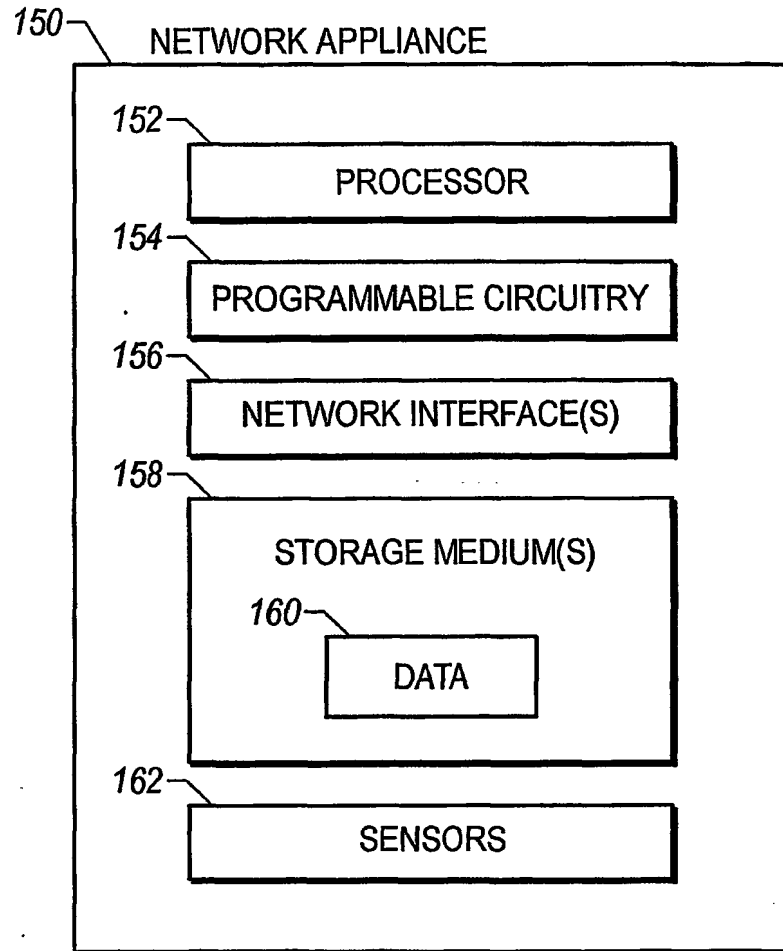 150
NETWORK APPLIANCE
152
PROCESSOR
154
PROGRAMMABLE CIRCUITRY
156
NETWORK INTERFACE(S)
158
STORAGE MEDIUM(S)
160
DATA
162
SENSORS